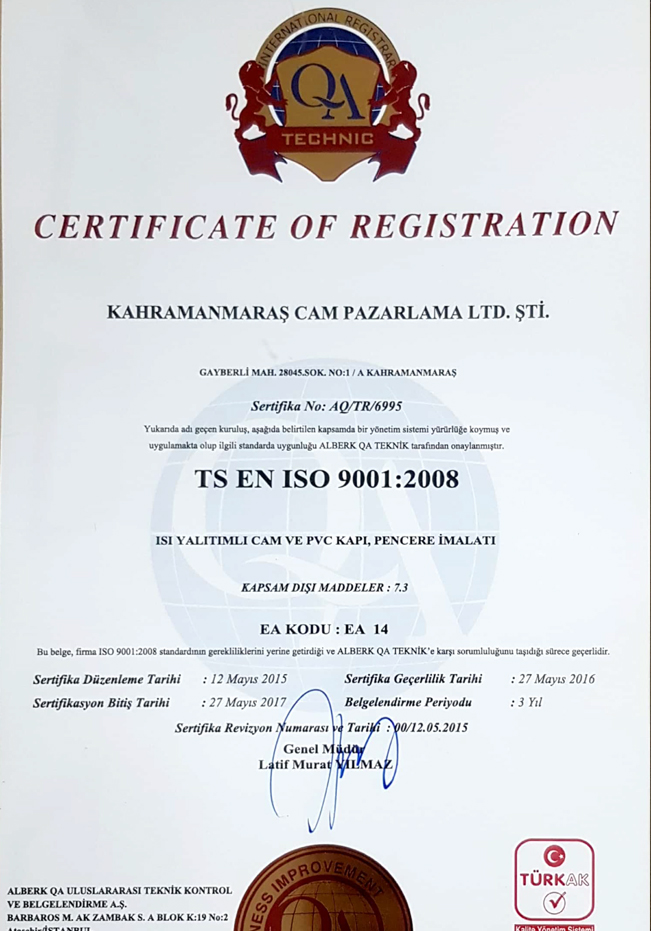 INTERNATIONAL REGISTRAR
QA
TECHNIC
CERTIFICATE OF REGISTRATION
KAHRAMANMARAŞ CAM PAZARLAMA LTD. ŞTİ.
GAYBERLİ MAH. 28045.SOK. NO:1 / A KAHRAMANMARAŞ
Sertifika No: AQ/TR/6995
Yukarıda adı geçen kuruluş, aşağıda belirtilen kapsamda bir yönetim sistemi yürürlüğe koymuş ve
uygulamakta olup ilgili standarda uygunluğu ALBERK QA TEKNİK tarafından onaylanmıştır.
TS EN ISO 9001:2008
ISI YALITIMLI CAM VE PVC KAPI, PENCERE İMALATI
KAPSAM DIŞI MADDELER : 7.3
EA KODU : EA 14
Bu belge, firma ISO 9001:2008 standardının gerekliliklerini yerine getirdiği ve ALBERK QA TEKNİK'e karşı sorumluluğunu taşıdığı sürece geçerlidir.
Sertifika Düzenleme Tarihi : 12 Mayıs 2015 Sertifika Geçerlilik Tarihi : 27 Mayıs 2016
Sertifikasyon Bitiş Tarihi : 27 Mayıs 2017 Belgelendirme Periyodu : 3 Yıl
Sertifika Revizyon Numarası ve Tarihi : 00/12.05.2015
Genel Müdür
Latif Murat YILMAZ
ALBERK QA ULUSLARARASI TEKNİK KONTROL
VE BELGELENDİRME A.Ş.
BARBAROS M. AK ZAMBAK S. A BLOK K:19 No:2
Ataşehir/İSTANBUL
NESS IMPROVEMENT
QA
TÜRKAK
Kalite Yönetim Sistemi